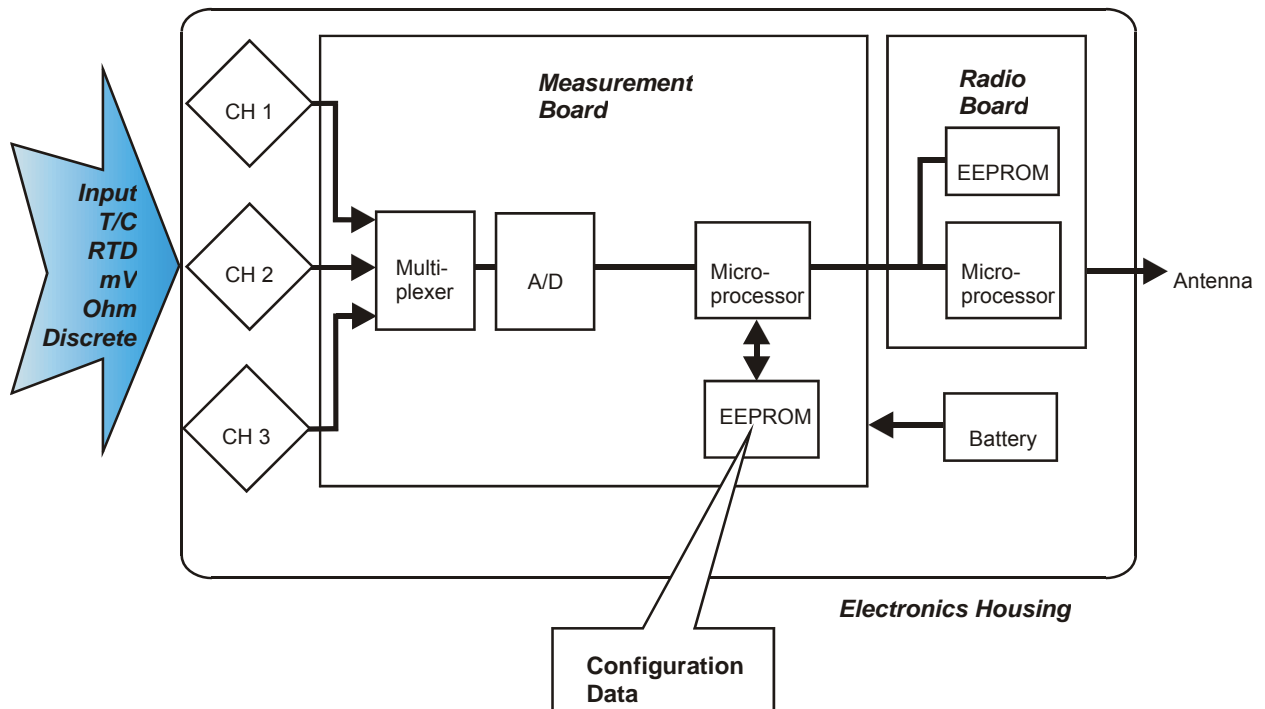 Input
T/C
RTD
mV
Ohm
Discrete
CH 1
CH 2
CH 3
Measurement
Board
Multi-
plexer
A/D
Micro-
processor
EEPROM
Radio
Board
EEPROM
Micro-
processor
Battery
Antenna
Electronics Housing
Configuration
Data